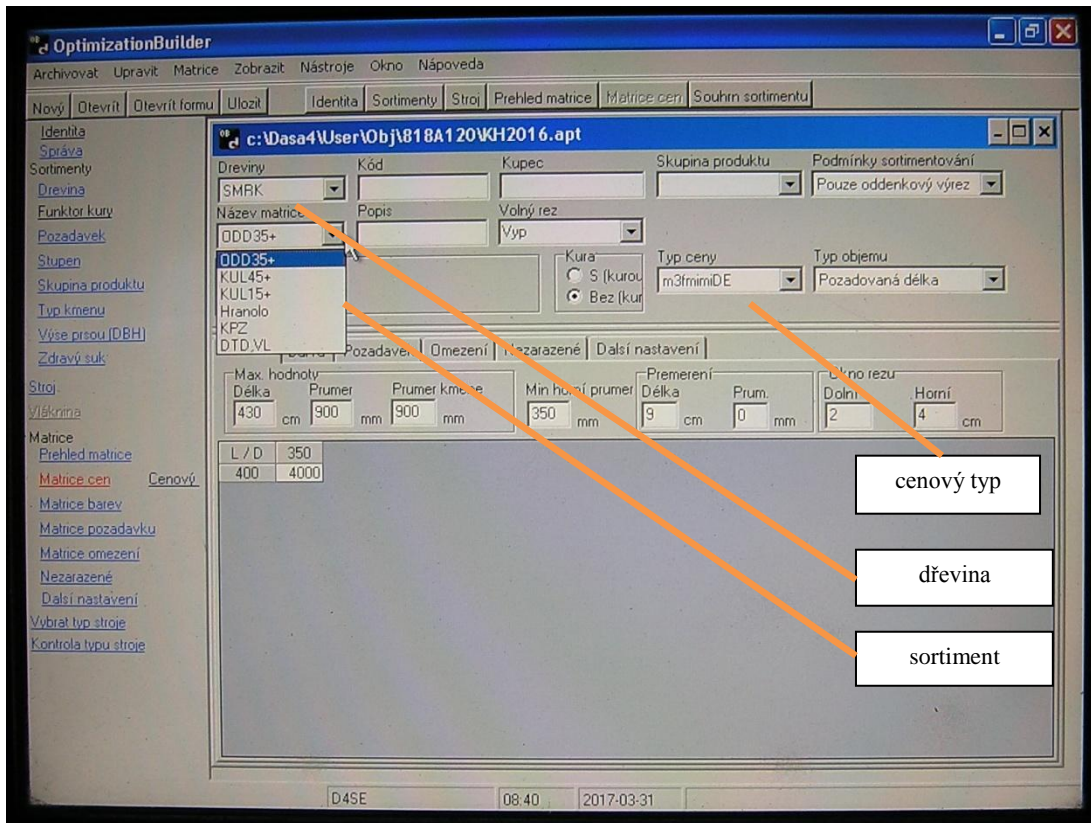 OptimizationBuilder
Archivovat Upravit Matrice Zobrazit Nástroje Okno Nápoveda
Nový Otevrít Otevrít formu Ulozit Identita Sortimenty Stroj Prehled matrice Matrice cen Souhrn sortimentu
Identita
Správa
Sortimenty
Drevina
Funktor kury
Pozadavek
Stupen
Skupina produktu
Typ kmenu
Výse prsou (DBH)
Zdravý suk
Stroj
Vláknina
Matrice
Prehled matrice
Matrice cen Cenový
Matrice barev
Matrice pozadavku
Matrice omezení
Nezarazené
Dalsí nastavení
Vybrat typ stroje
Kontrola typu stroje
c:\Dasa4\User\Obj\818A120\KH2016.apt
Dreviny Kód Kupec Skupina produktu Podmínky sortimentování
SMRK Pouze oddenkový výrez
Název matrice Popis Volný rez
ODD35+ Vyp
Kura Typ ceny Typ objemu
S (kurou m3fmimiDE Pozadovaná délka
Bez (kur
ODD35+
KUL45+
KUL15+
Hranolo
KPZ
DTD,VL
Pozadavek Omezení Nezarazené Dalsí nastavení
Max. hodnoty Premerení Okno rezu
Délka Prumer Prumer kmene Min horní prumer Délka Prum. Dolní Horní
430 cm 900 mm 900 mm 350 mm 9 cm 0 mm 2 4 cm
L / D 350
400 4000
cenový typ
dřevina
sortiment
D4SE 08:40 2017-03-31